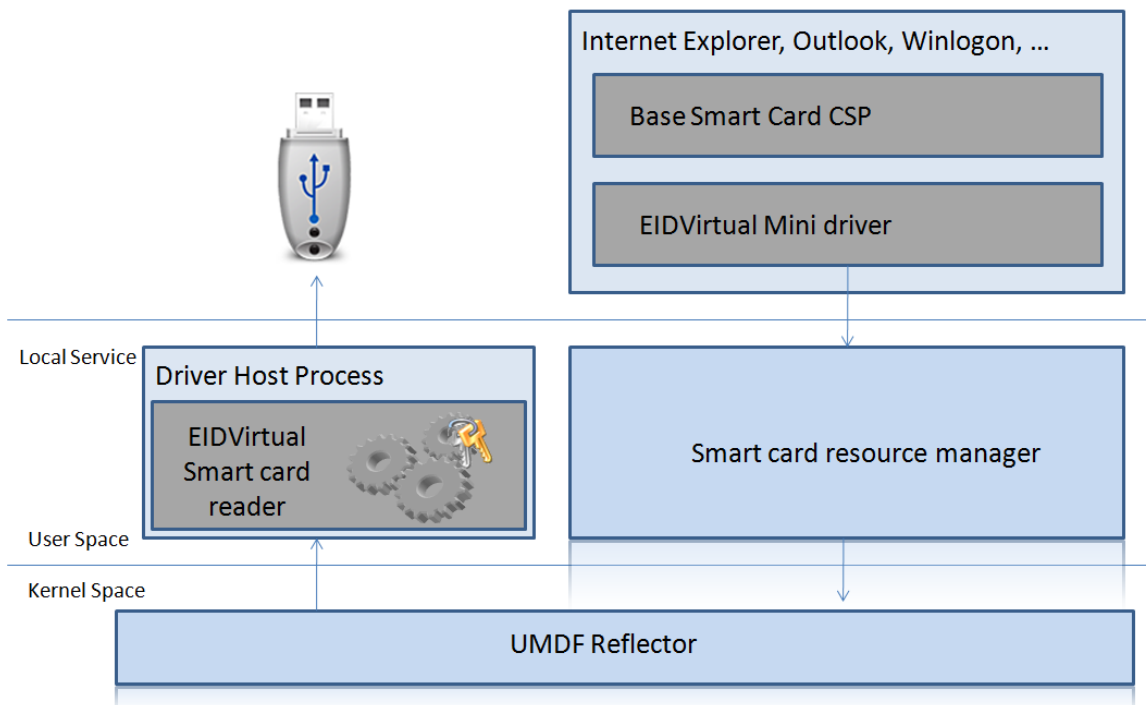 Internet Explorer, Outlook, Winlogon, ...
Base Smart Card CSP
EIDVirtual Mini driver
Local Service
Driver Host Process
EIDVirtual
Smart card
reader
Smart card resource manager
User Space
Kernel Space
UMDF Reflector